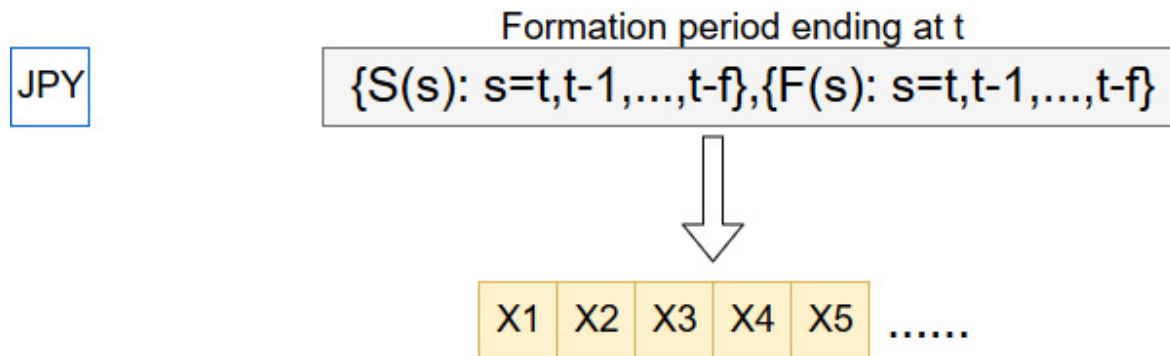 Formation period ending at t
JPY
{S(s): s=t,t-1,...,t-f},{F(s): s=t,t-1,...,t-f}
X1 X2 X3 X4 X5 ......